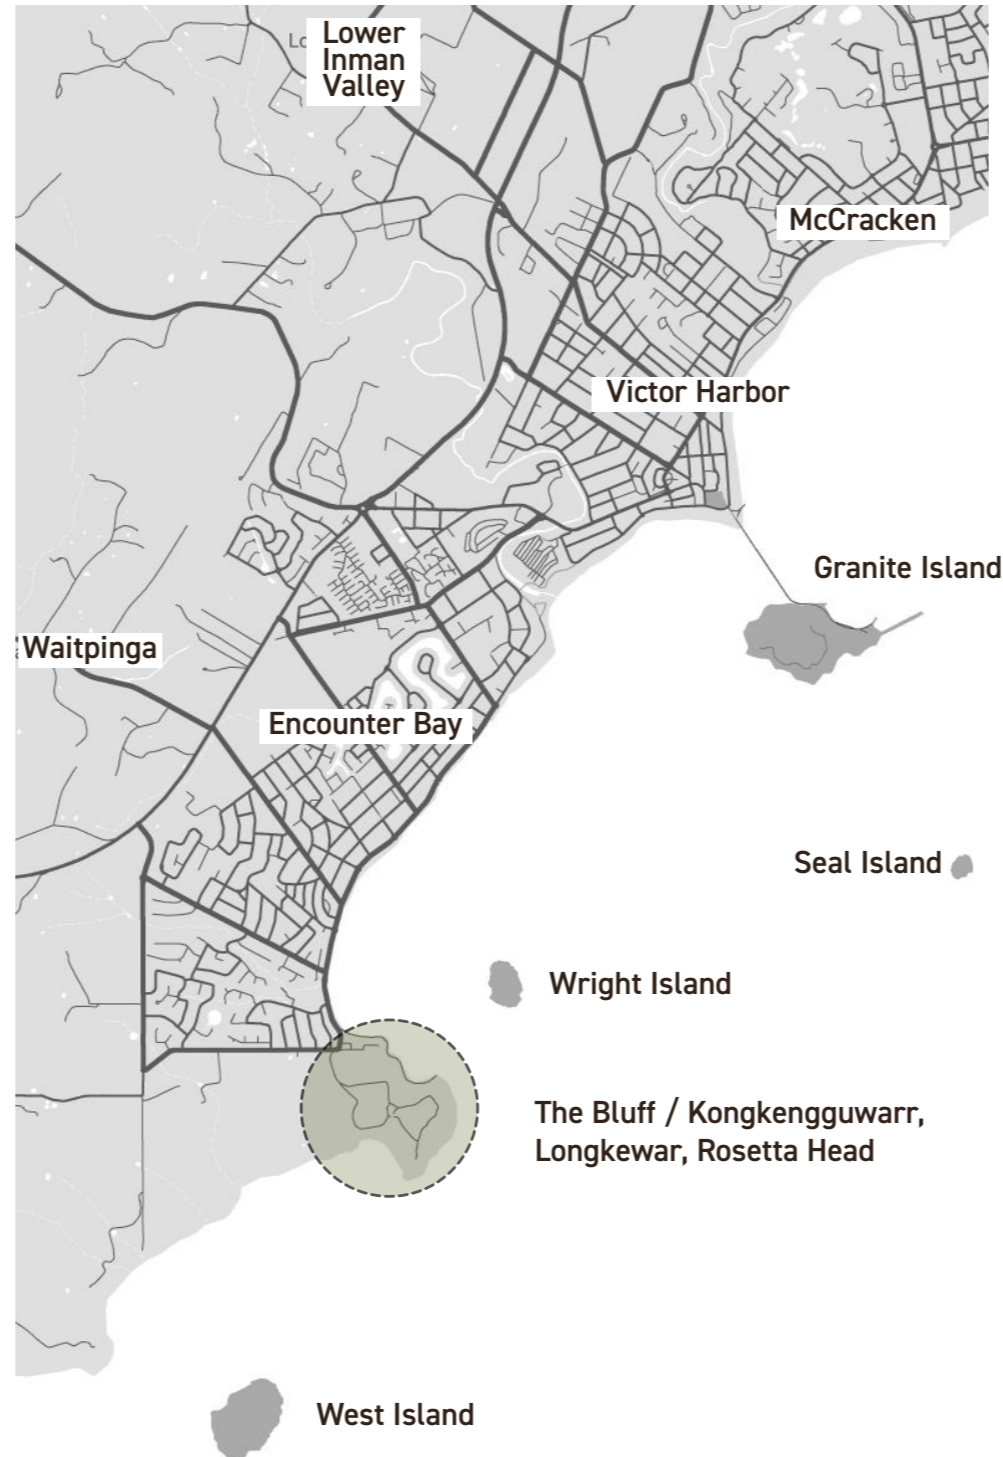 Lower
Inman
Valley
McCracken
Victor Harbor
Granite Island
Waitpinga
Encounter Bay
Seal Island
Wright Island
The Bluff / Kongkengguwarr,
Longkewar, Rosetta Head
West Island